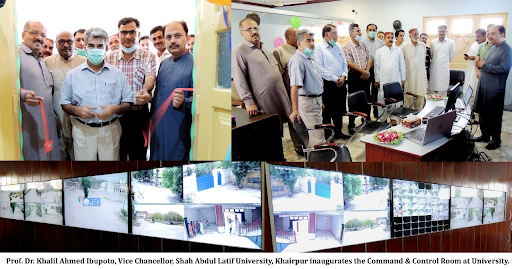 Prof. Dr. Khalil Ahmed Ibupoto, Vice Chancellor, Shah Abdul Latif University, Khairpur inaugurates the Command & Control Room at University.